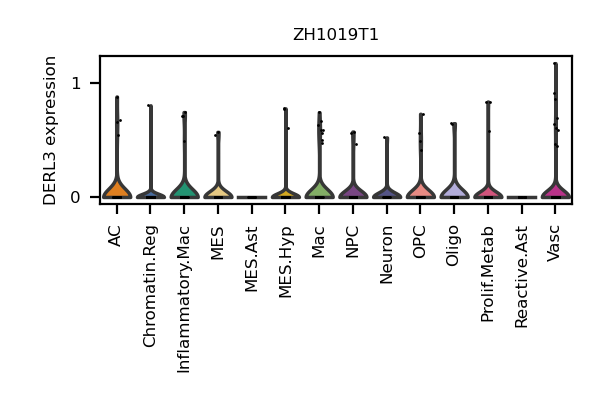 ZH1019T1
DERL3 expression
1
0
AC
Chromatin.Reg
Inflammatory.Mac
MES
MES.Ast
MES.Hyp
Mac
NPC
Neuron
OPC
Oligo
Prolif.Metab
Reactive.Ast
Vasc